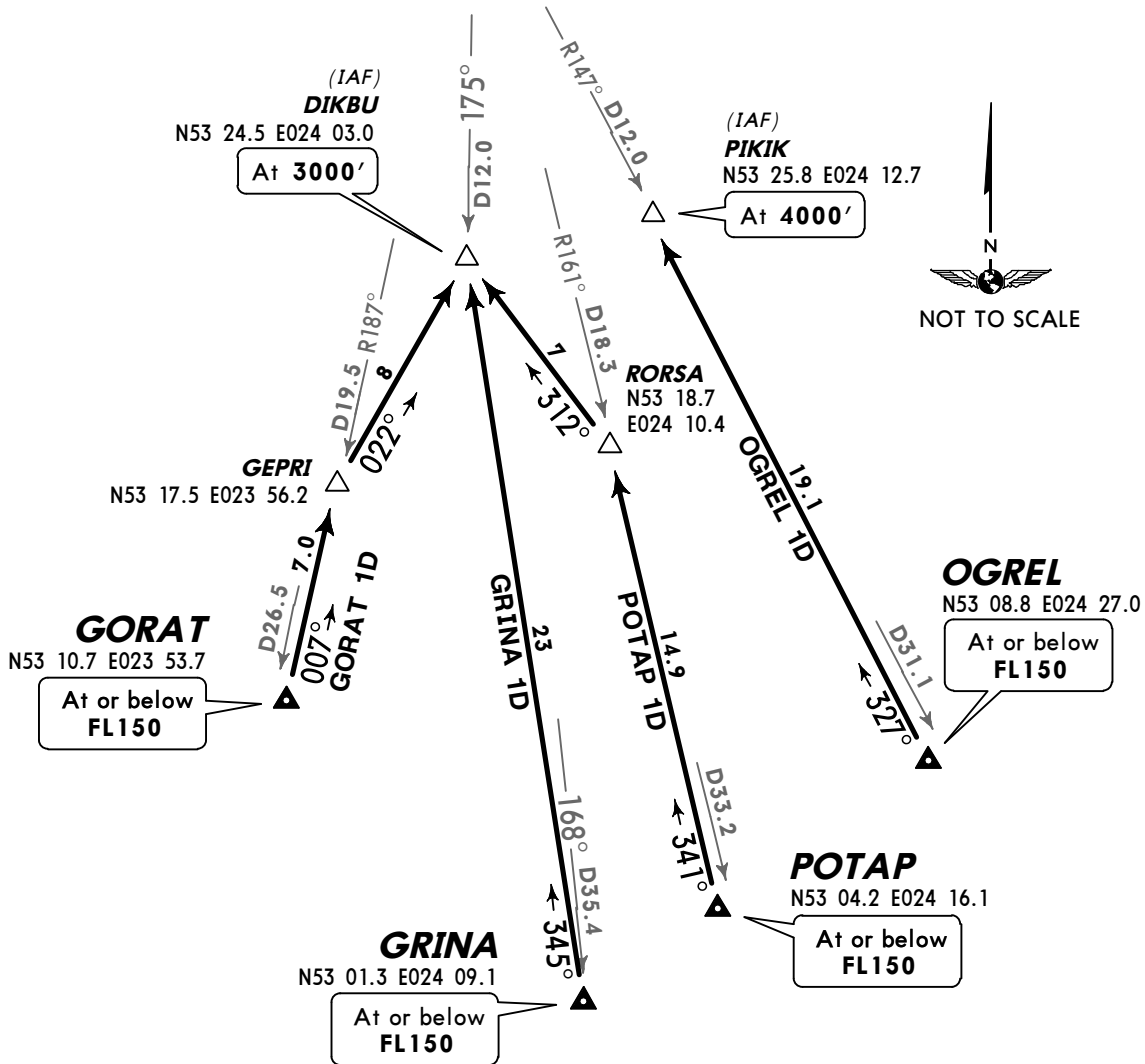 (IAF)
DIKBU
N53 24.5 E024 03.0
At 3000'
D12.0 175°
R147° D12.0
(IAF)
PIKIK
N53 25.8 E024 12.7
At 4000'
N
NOT TO SCALE
D19.5 R187°
8
022°
R161° D18.3
7
312°
RORSA
N53 18.7
E024 10.4
GEPRI
N53 17.5 E023 56.2
D26.5
7.0
007°
GORAT 1D
GORAT
N53 10.7 E023 53.7
At or below
FL150
23
GRINA 1D
168° D35.4
345°
GRINA
N53 01.3 E024 09.1
At or below
FL150
14.9
POTAP 1D
D33.2
341°
POTAP
N53 04.2 E024 16.1
At or below
FL150
19.1
OGREL 1D
D31.1
327°
OGREL
N53 08.8 E024 27.0
At or below
FL150